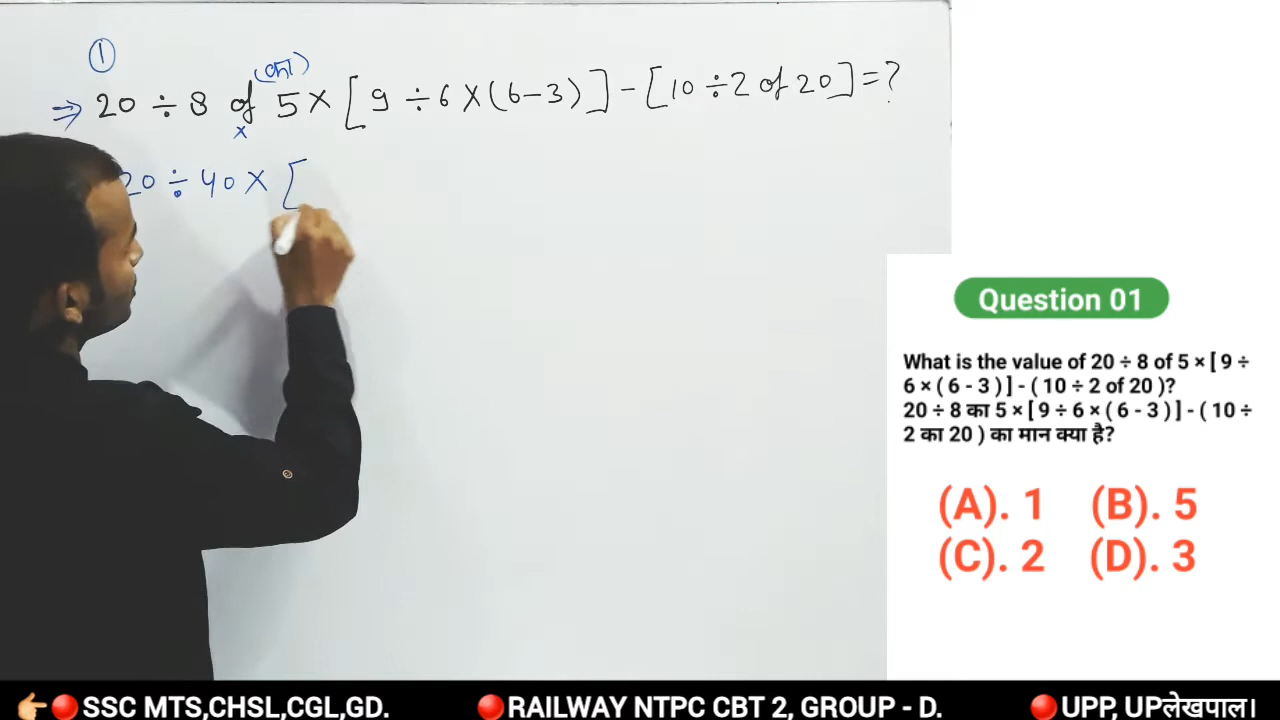 ①
⇒ 20 ÷ 8 of (का) 5 × [ 9 ÷ 6 × (6-3) ] - [ 10 ÷ 2 of 20 ] = ?
×
20 ÷ 40 × [
Question 01
What is the value of 20 ÷ 8 of 5 × [ 9 ÷
6 × ( 6 - 3 ) ] - ( 10 ÷ 2 of 20 )?
20 ÷ 8 का 5 × [ 9 ÷ 6 × ( 6 - 3 ) ] - ( 10 ÷
2 का 20 ) का मान क्या है?
(A). 1 (B). 5
(C). 2 (D). 3
👉🔴 SSC MTS,CHSL,CGL,GD. 🔴 RAILWAY NTPC CBT 2, GROUP - D. 🔴 UPP, UPलेखपाल।